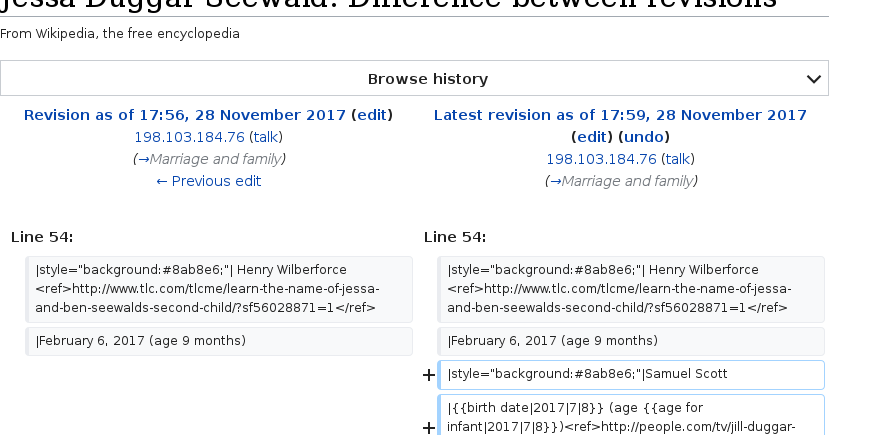 Jessa Duggar Seewald: Difference between revisions
From Wikipedia, the free encyclopedia
Browse history
Revision as of 17:56, 28 November 2017 (edit)
198.103.184.76 (talk)
(→Marriage and family)
← Previous edit
Latest revision as of 17:59, 28 November 2017
(edit) (undo)
198.103.184.76 (talk)
(→Marriage and family)
Line 54:
|style="background:#8ab8e6;"| Henry Wilberforce
<ref>http://www.tlc.com/tlcme/learn-the-name-of-jessa-
and-ben-seewalds-second-child/?sf56028871=1</ref>
|February 6, 2017 (age 9 months)
Line 54:
|style="background:#8ab8e6;"| Henry Wilberforce
<ref>http://www.tlc.com/tlcme/learn-the-name-of-jessa-
and-ben-seewalds-second-child/?sf56028871=1</ref>
|February 6, 2017 (age 9 months)
+ |style="background:#8ab8e6;"|Samuel Scott
|{{birth date|2017|7|8}} (age {{age for
+ infant|2017|7|8}})<ref>http://people.com/tv/jill-duggar-